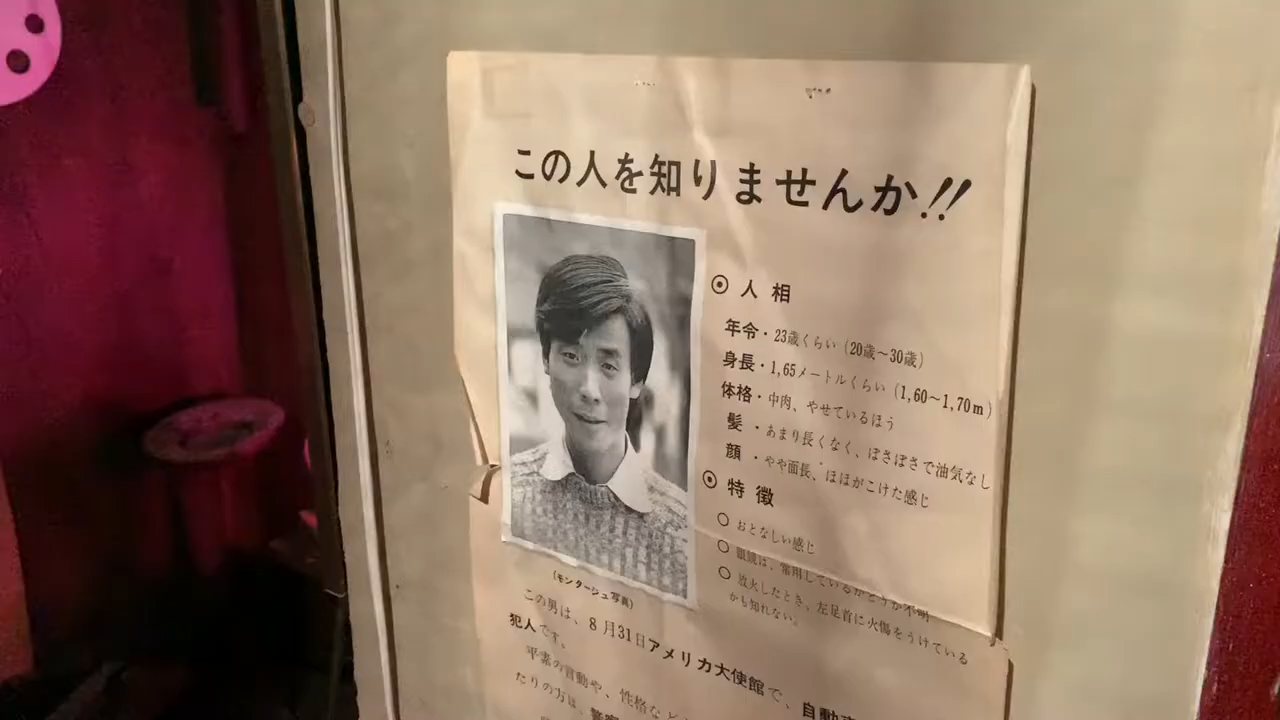 この人を知りませんか!!
◉ 人相
年令・23歳くらい (20歳〜30歳)
身長・1,65メートルくらい (1,60〜1,70m)
体格・中肉、やせているほう
髪・あまり長くなく、ぼさぼさで油気なし
顔・やや面長、ほほがこけた感じ
◉ 特徴
○ おとなしい感じ
○ 眼鏡は、常用しているかどうか不明
○ 放火したとき、左足首に火傷をうけている
かも知れない。
(モンタージュ写真)
この男は、8月31日アメリカ大使館で、自動車
犯人です。
平素の言動や、性格など
たりの方は、警察